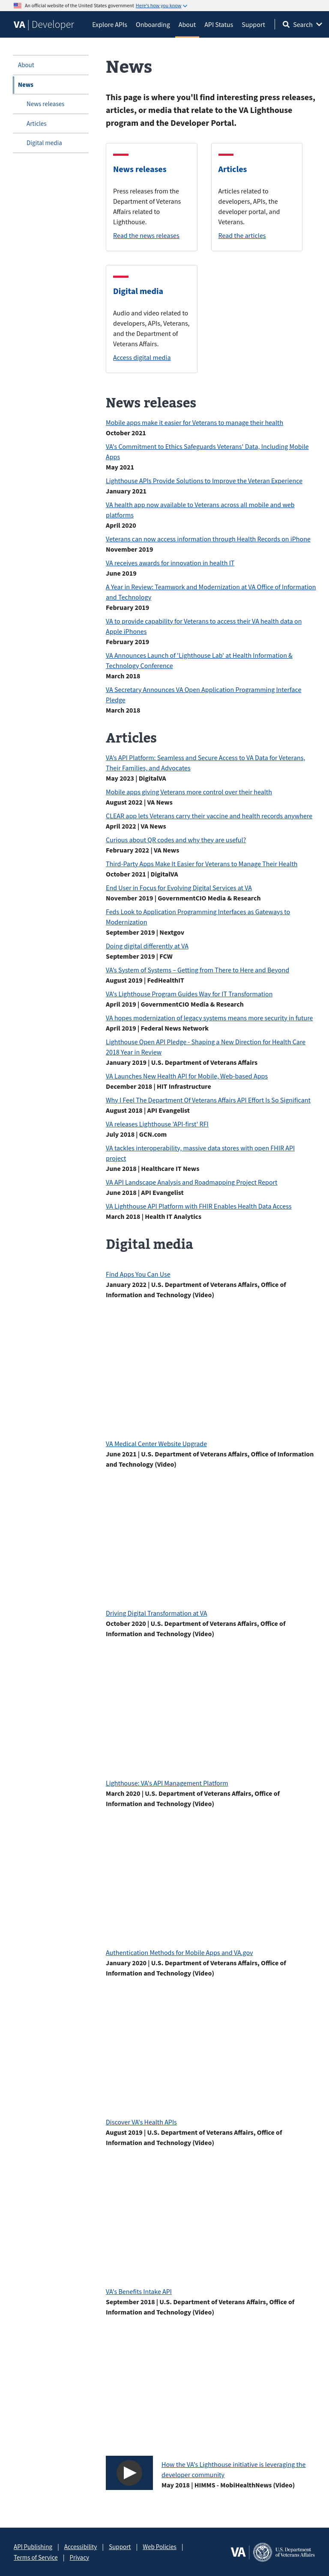 An official website of the United States government Here's how you know
VA | Developer
Explore APIs
Onboarding
About
API Status
Support
Search
About
News
News releases
Articles
Digital media
News
This page is where you'll find interesting press releases,
articles, or media that relate to the VA Lighthouse
program and the Developer Portal.
News releases
Press releases from the
Department of Veterans
Affairs related to
Lighthouse.
Read the news releases
Articles
Articles related to
developers, APIs, the
developer portal, and
Veterans.
Read the articles
Digital media
Audio and video related to
developers, APIs, Veterans,
and the Department of
Veterans Affairs.
Access digital media
News releases
Mobile apps make it easier for Veterans to manage their health
October 2021
VA's Commitment to Ethics Safeguards Veterans' Data, Including Mobile
Apps
May 2021
Lighthouse APIs Provide Solutions to Improve the Veteran Experience
January 2021
VA health app now available to Veterans across all mobile and web
platforms
April 2020
Veterans can now access information through Health Records on iPhone
November 2019
VA receives awards for innovation in health IT
June 2019
A Year in Review: Teamwork and Modernization at VA Office of Information
and Technology
February 2019
VA to provide capability for Veterans to access their VA health data on
Apple iPhones
February 2019
VA Announces Launch of 'Lighthouse Lab' at Health Information &
Technology Conference
March 2018
VA Secretary Announces VA Open Application Programming Interface
Pledge
March 2018
Articles
VA's API Platform: Seamless and Secure Access to VA Data for Veterans,
Their Families, and Advocates
May 2023 | DigitalVA
Mobile apps giving Veterans more control over their health
August 2022 | VA News
CLEAR app lets Veterans carry their vaccine and health records anywhere
April 2022 | VA News
Curious about QR codes and why they are useful?
February 2022 | VA News
Third-Party Apps Make It Easier for Veterans to Manage Their Health
October 2021 | DigitalVA
End User in Focus for Evolving Digital Services at VA
November 2019 | GovernmentCIO Media & Research
Feds Look to Application Programming Interfaces as Gateways to
Modernization
September 2019 | Nextgov
Doing digital differently at VA
September 2019 | FCW
VA's System of Systems – Getting from There to Here and Beyond
August 2019 | FedHealthIT
VA's Lighthouse Program Guides Way for IT Transformation
April 2019 | GovernmentCIO Media & Research
VA hopes modernization of legacy systems means more security in future
April 2019 | Federal News Network
Lighthouse Open API Pledge - Shaping a New Direction for Health Care
2018 Year in Review
January 2019 | U.S. Department of Veterans Affairs
VA Launches New Health API for Mobile, Web-based Apps
December 2018 | HIT Infrastructure
Why I Feel The Department Of Veterans Affairs API Effort Is So Significant
August 2018 | API Evangelist
VA releases Lighthouse 'API-first' RFI
July 2018 | GCN.com
VA tackles interoperability, massive data stores with open FHIR API
project
June 2018 | Healthcare IT News
VA API Landscape Analysis and Roadmapping Project Report
June 2018 | API Evangelist
VA Lighthouse API Platform with FHIR Enables Health Data Access
March 2018 | Health IT Analytics
Digital media
Find Apps You Can Use
January 2022 | U.S. Department of Veterans Affairs, Office of
Information and Technology (Video)
VA Medical Center Website Upgrade
June 2021 | U.S. Department of Veterans Affairs, Office of Information
and Technology (Video)
Driving Digital Transformation at VA
October 2020 | U.S. Department of Veterans Affairs, Office of
Information and Technology (Video)
Lighthouse: VA's API Management Platform
March 2020 | U.S. Department of Veterans Affairs, Office of
Information and Technology (Video)
Authentication Methods for Mobile Apps and VA.gov
January 2020 | U.S. Department of Veterans Affairs, Office of
Information and Technology (Video)
Discover VA's Health APIs
August 2019 | U.S. Department of Veterans Affairs, Office of
Information and Technology (Video)
VA's Benefits Intake API
September 2018 | U.S. Department of Veterans Affairs, Office of
Information and Technology (Video)
How the VA's Lighthouse initiative is leveraging the
developer community
May 2018 | HIMMS - MobiHealthNews (Video)
API Publishing | Accessibility | Support | Web Policies |
Terms of Service | Privacy
VA
U.S. Department
of Veterans Affairs